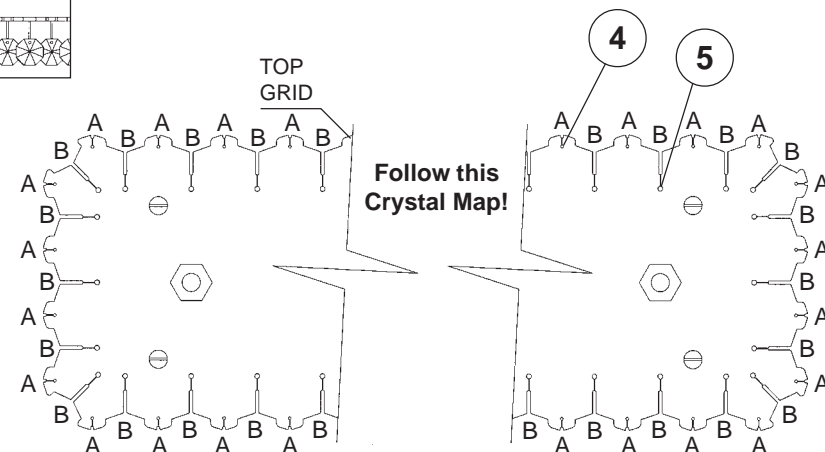 4
5
TOP
GRID
A B A B A B A B A B A B A B A
B B
Follow this
Crystal Map!
A A
B B
A A
B B
A A
B B
A A
B B
B B B B B B B B
A A A A A A A A